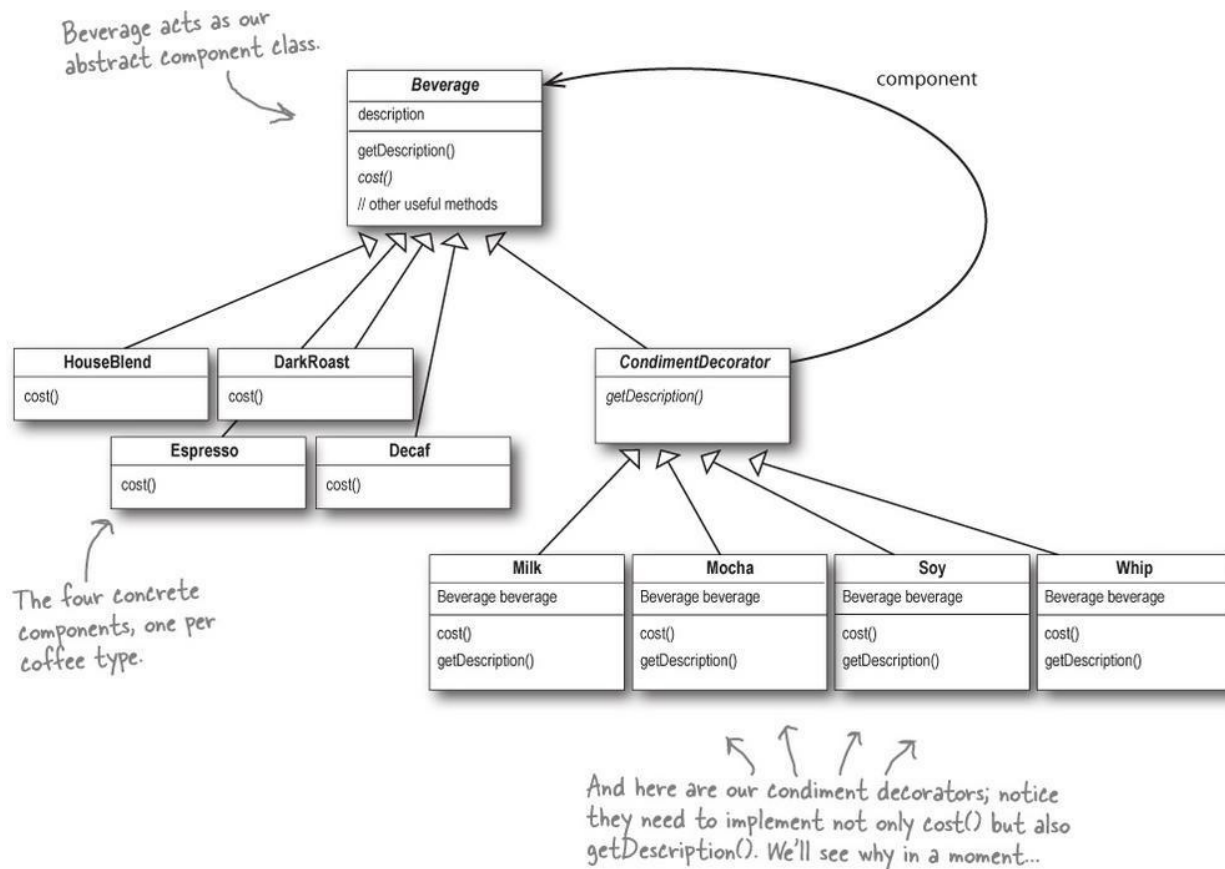 Beverage acts as our
abstract component class.
Beverage
description
getDescription()
cost()
// other useful methods
component
HouseBlend
cost()
DarkRoast
cost()
Espresso
cost()
Decaf
cost()
CondimentDecorator
getDescription()
The four concrete
components, one per
coffee type.
Milk
Beverage beverage
cost()
getDescription()
Mocha
Beverage beverage
cost()
getDescription()
Soy
Beverage beverage
cost()
getDescription()
Whip
Beverage beverage
cost()
getDescription()
And here are our condiment decorators; notice
they need to implement not only cost() but also
getDescription(). We'll see why in a moment...